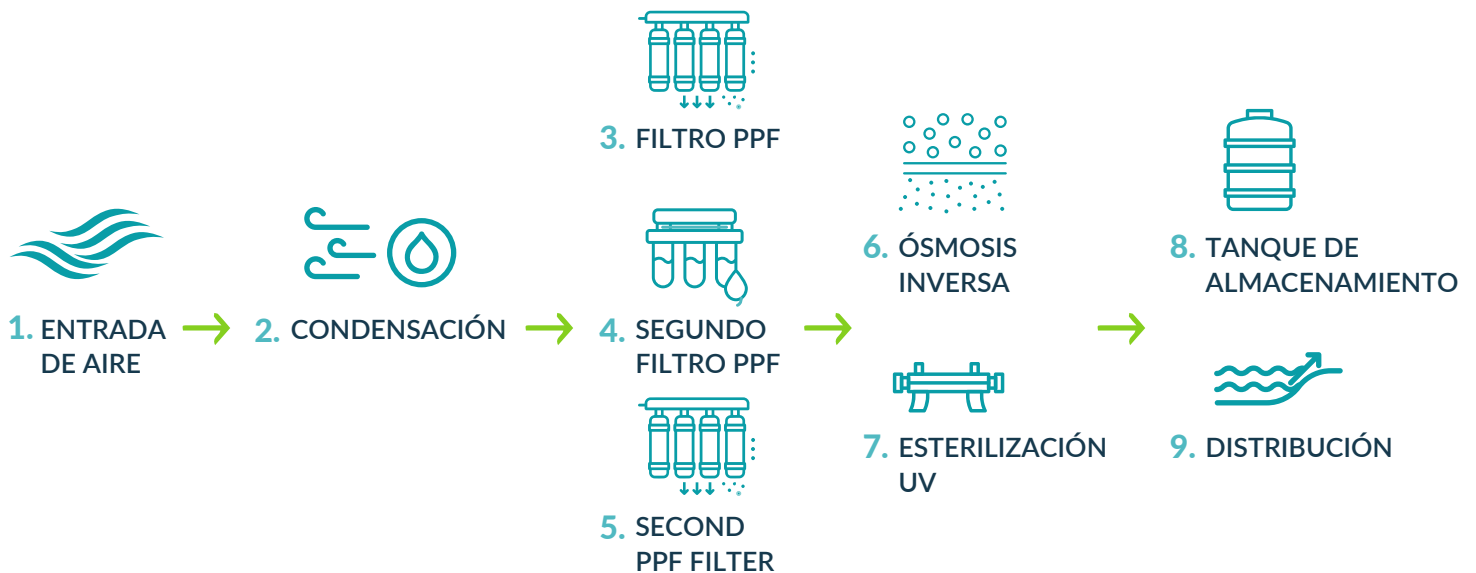 1. ENTRADA
DE AIRE
2. CONDENSACIÓN
3. FILTRO PPF
4. SEGUNDO
FILTRO PPF
5. SECOND
PPF FILTER
6. ÓSMOSIS
INVERSA
7. ESTERILIZACIÓN
UV
8. TANQUE DE
ALMACENAMIENTO
9. DISTRIBUCIÓN